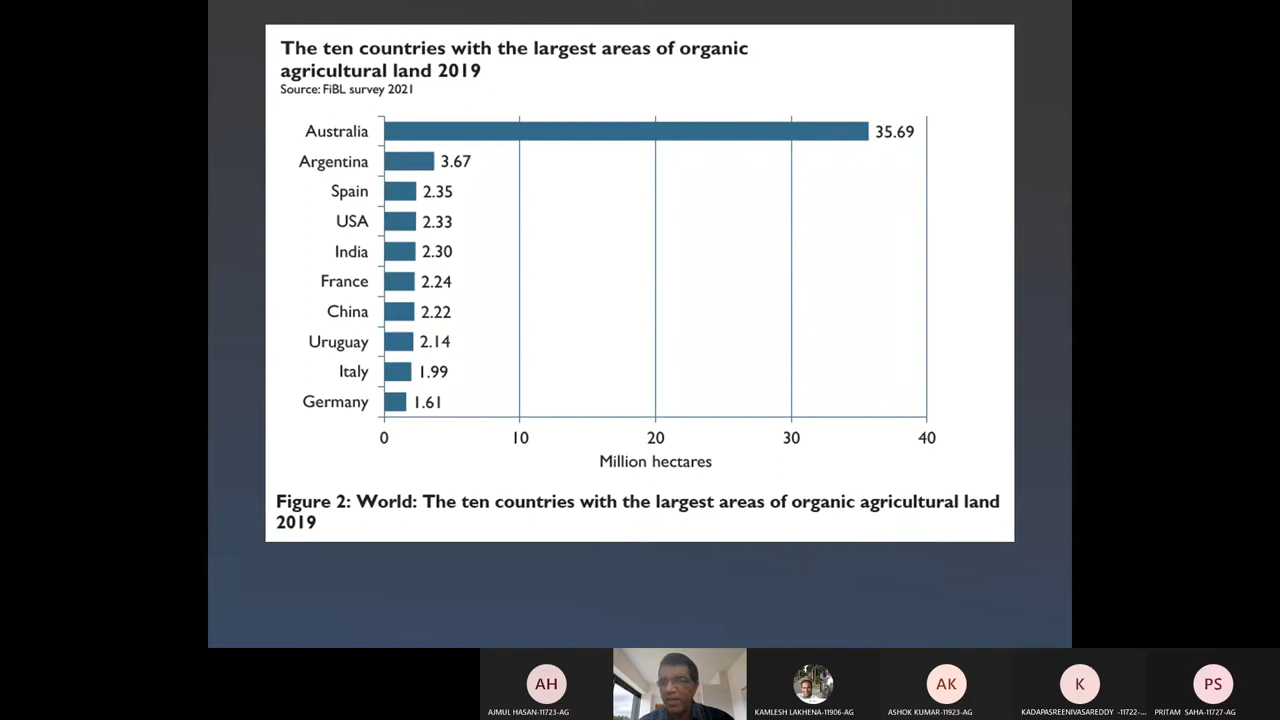 The ten countries with the largest areas of organic
agricultural land 2019
Source: FiBL survey 2021
Australia 35.69
Argentina 3.67
Spain 2.35
USA 2.33
India 2.30
France 2.24
China 2.22
Uruguay 2.14
Italy 1.99
Germany 1.61
0 10 20 30 40
Million hectares
Figure 2: World: The ten countries with the largest areas of organic agricultural land
2019
AH AK K PS
AJMUL HASAN-11723-AG KAMLESH LAKHENA-11906-AG ASHOK KUMAR-11923-AG KADAPASREENIVASAREDDY -11722-... PRITAM SAHA-11727-AG